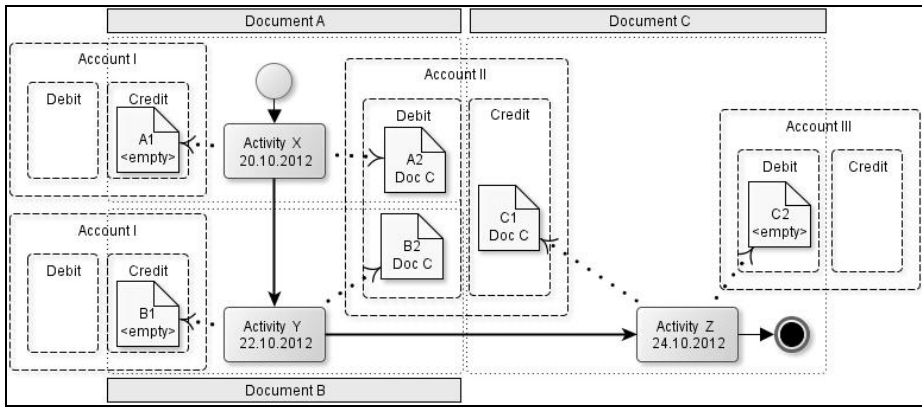 Document A
Document C
Account I
Debit
Credit
A1
<empty>
Activity X
20.10.2012
Account II
Debit
Credit
A2
Doc C
Account III
Debit
Credit
C2
<empty>
C1
Doc C
Account I
Debit
Credit
B1
<empty>
B2
Doc C
Activity Y
22.10.2012
Activity Z
24.10.2012
Document B